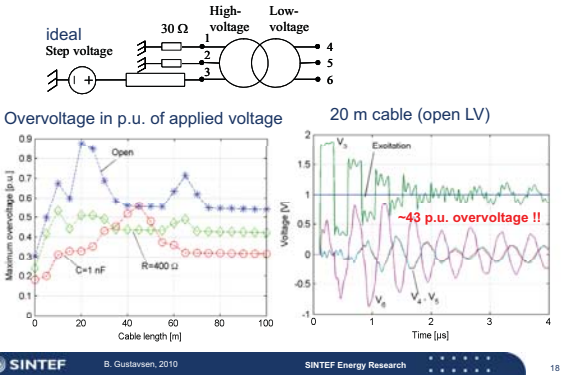 High-
voltage
Low-
voltage
ideal
Step voltage
30 Ω
1
2
3
4
5
6
Overvoltage in p.u. of applied voltage
20 m cable (open LV)
Maximum overvoltage [p.u.]
0.9
0.8
0.7
0.6
0.5
0.4
0.3
0.2
0.1
0
Open
C=1 nF
R=400 Ω
0 20 40 60 80 100
Cable length [m]
Voltage [V]
2
1.5
1
0.5
0
-0.5
-1
V3
Excitation
~43 p.u. overvoltage !!
V6
V4, V5
0 1 2 3 4
Time [µs]
SINTEF
B. Gustavsen, 2010
SINTEF Energy Research
18